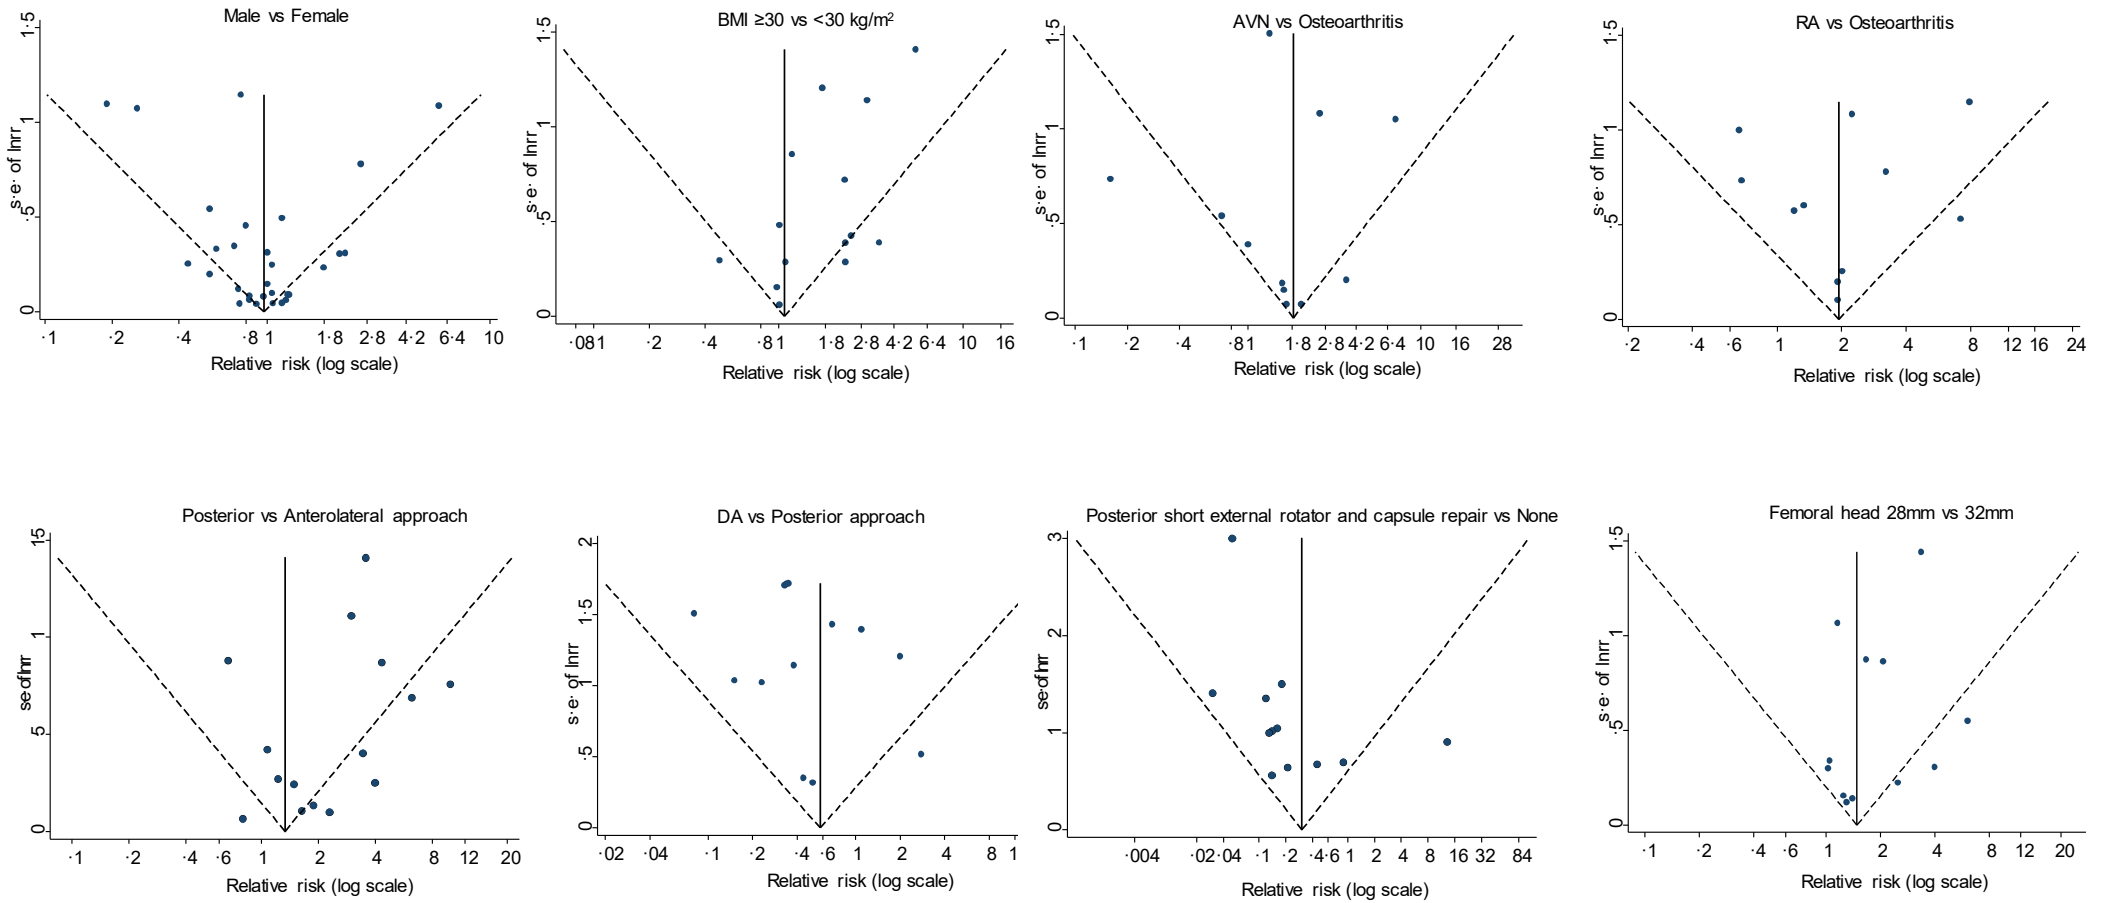 Male vs Female
1·5
1
·5
0
s·e· of lnrr
·1 ·2 ·4 ·8 1 1·8 2·8 4·2 6·4 10
Relative risk (log scale)
BMI ≥30 vs <30 kg/m²
1·5
1
·5
0
s·e· of lnrr
·081 ·2 ·4 ·8 1 1·8 2·8 4·2 6·4 10 16
Relative risk (log scale)
AVN vs Osteoarthritis
1·5
1
·5
0
s·e· of lnrr
·1 ·2 ·4 ·81 1·8 2·8 4·2 6·4 10 16 28
Relative risk (log scale)
RA vs Osteoarthritis
1·5
1
·5
0
s·e· of lnrr
·2 ·4 ·6 1 2 4 8 12 16 24
Relative risk (log scale)
Posterior vs Anterolateral approach
15
1
5
0
seoflnrr
·1 ·2 ·4 ·6 1 2 4 8 12 20
Relative risk (log scale)
DA vs Posterior approach
2
1·5
1
·5
0
s·e· of lnrr
·02 ·04 ·1 ·2 ·4 ·6 1 2 4 8 1
Relative risk (log scale)
Posterior short external rotator and capsule repair vs None
3
2
1
0
se·oflnrr
·004 ·02·04 ·1 ·2 ·4·6 1 2 4 8 16 32 84
Relative risk (log scale)
Femoral head 28mm vs 32mm
1·5
1
·5
0
s·e· of lnrr
·1 ·2 ·4 ·6 1 2 4 8 12 20
Relative risk (log scale)